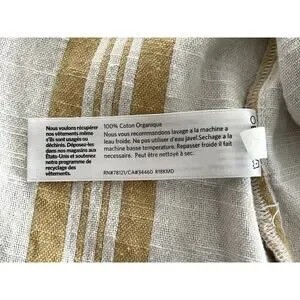 Nous voulons récupérer
nos vêtements même
s'ils sont usagés ou
déchirés. Déposez-les
dans nos magasins aux
États-Unis et soutenez
notre programme de
recyclage des
vêtements.
100% Coton Organique
Nous vous recommandons lavage a la machine a
leau froide. Ne pas utiliser d'eau javel.Sechage a la
machine basse temperature. Repasser froide il fait
necessaire. Peut être nettoyé à sec.
RN#78121/CA#34460 R18KMD